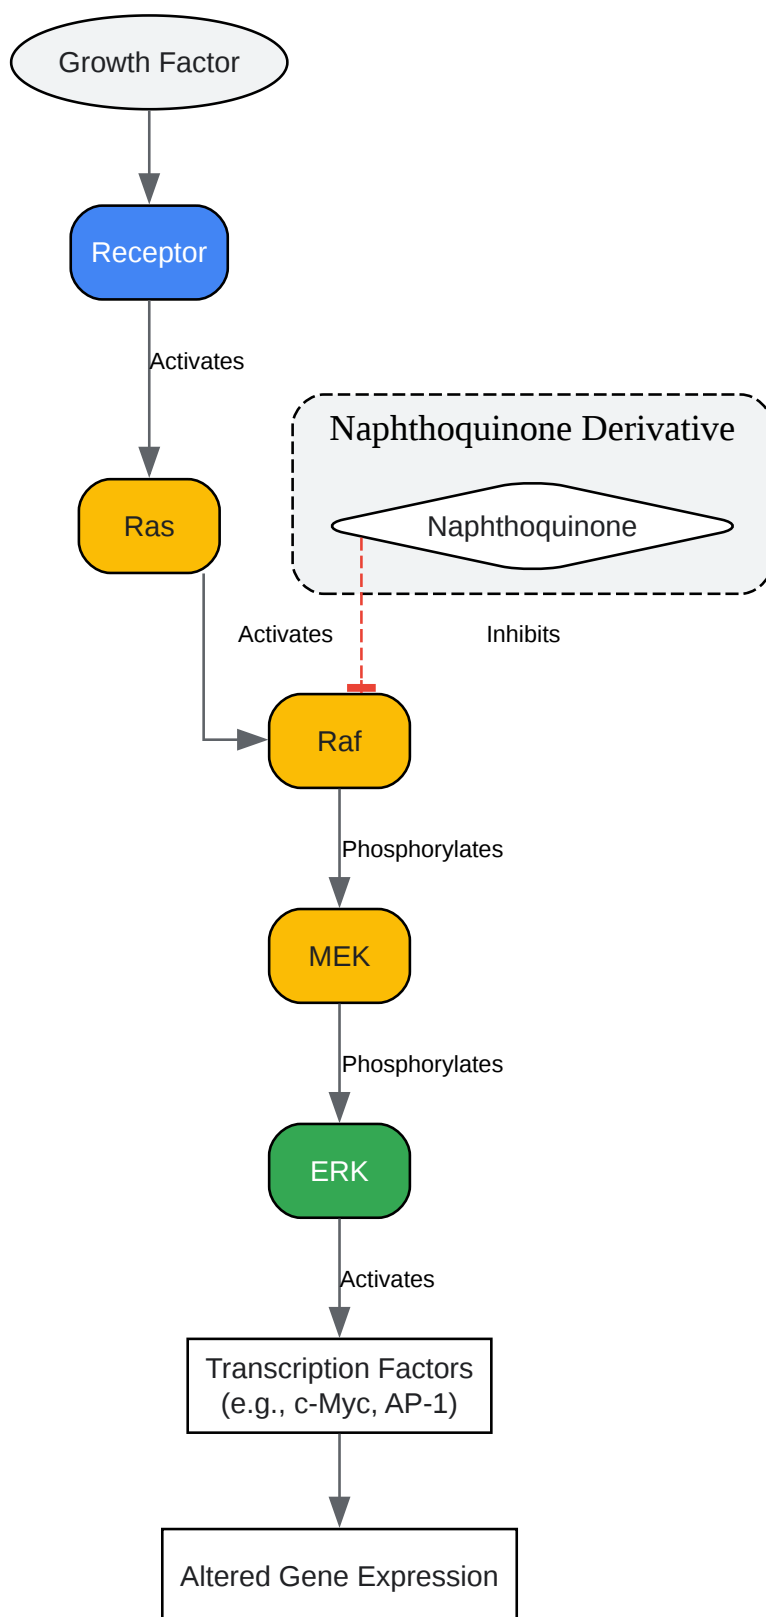 Growth Factor
Receptor
Activates
Naphthoquinone Derivative
Ras
Naphthoquinone
Activates
Inhibits
Raf
Phosphorylates
MEK
Phosphorylates
ERK
Activates
Transcription Factors
(e.g., c-Myc, AP-1)
Altered Gene Expression